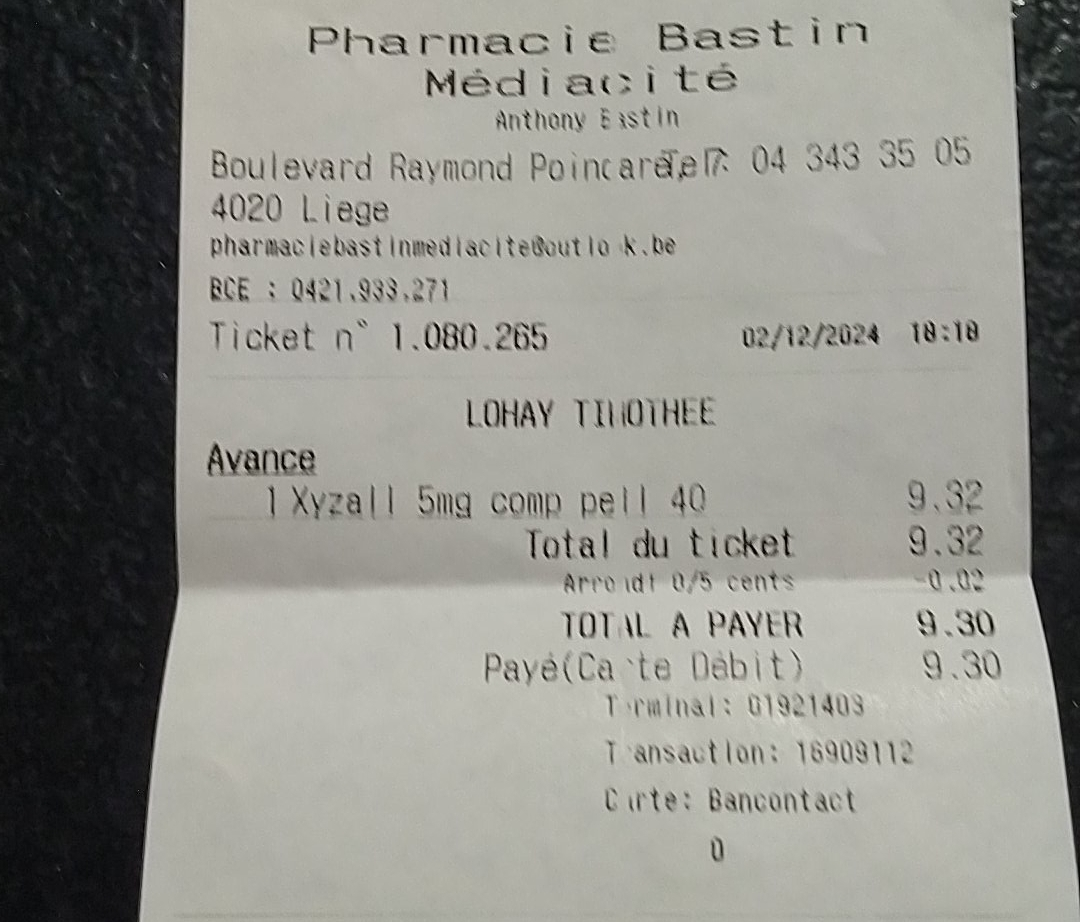 Pharmacie Bastin
Médiacité
Anthony Bastin
Boulevard Raymond Poincaré, 7 Tel : 04 343 35 05
4020 Liege
pharmaciebastinmediacite@outlook.be
BCE : 0421.933.271
Ticket n° 1.080.265 02/12/2024 18:18
LOHAY TIMOTHEE
Avance
1 Xyzall 5mg comp pell 40 9.32
Total du ticket 9.32
Arrondi 0/5 cents -0.02
TOTAL A PAYER 9.30
Payé(Carte Débit) 9.30
Terminal: 01921403
Transaction: 16909112
Carte: Bancontact
0